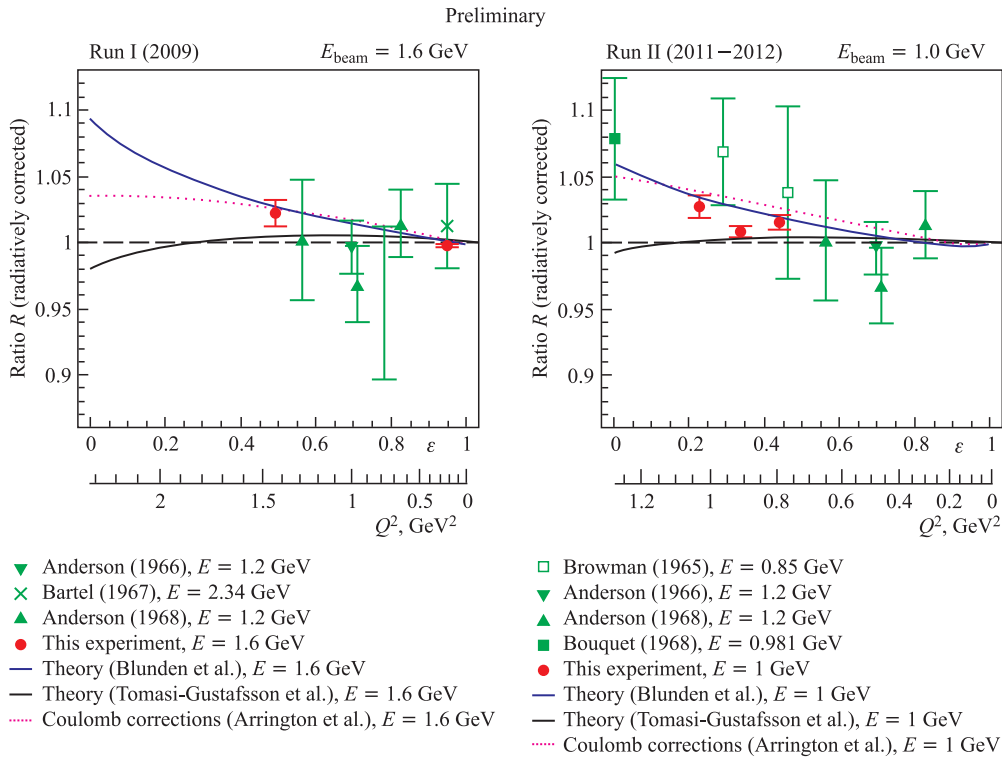 Preliminary
Run I (2009) E_beam = 1.6 GeV
Ratio R (radiatively corrected)
1.1
1.05
1
0.95
0.9
0 0.2 0.4 0.6 0.8 ε 1
2 1.5 1 0.5 0
Q², GeV²
Anderson (1966), E = 1.2 GeV
Bartel (1967), E = 2.34 GeV
Anderson (1968), E = 1.2 GeV
This experiment, E = 1.6 GeV
Theory (Blunden et al.), E = 1.6 GeV
Theory (Tomasi-Gustafsson et al.), E = 1.6 GeV
Coulomb corrections (Arrington et al.), E = 1.6 GeV
Run II (2011−2012) E_beam = 1.0 GeV
Ratio R (radiatively corrected)
1.1
1.05
1
0.95
0.9
0 0.2 0.4 0.6 0.8 ε 1
1.2 1 0.8 0.6 0.4 0.2 0
Q², GeV²
Browman (1965), E = 0.85 GeV
Anderson (1966), E = 1.2 GeV
Anderson (1968), E = 1.2 GeV
Bouquet (1968), E = 0.981 GeV
This experiment, E = 1 GeV
Theory (Blunden et al.), E = 1 GeV
Theory (Tomasi-Gustafsson et al.), E = 1 GeV
Coulomb corrections (Arrington et al.), E = 1 GeV